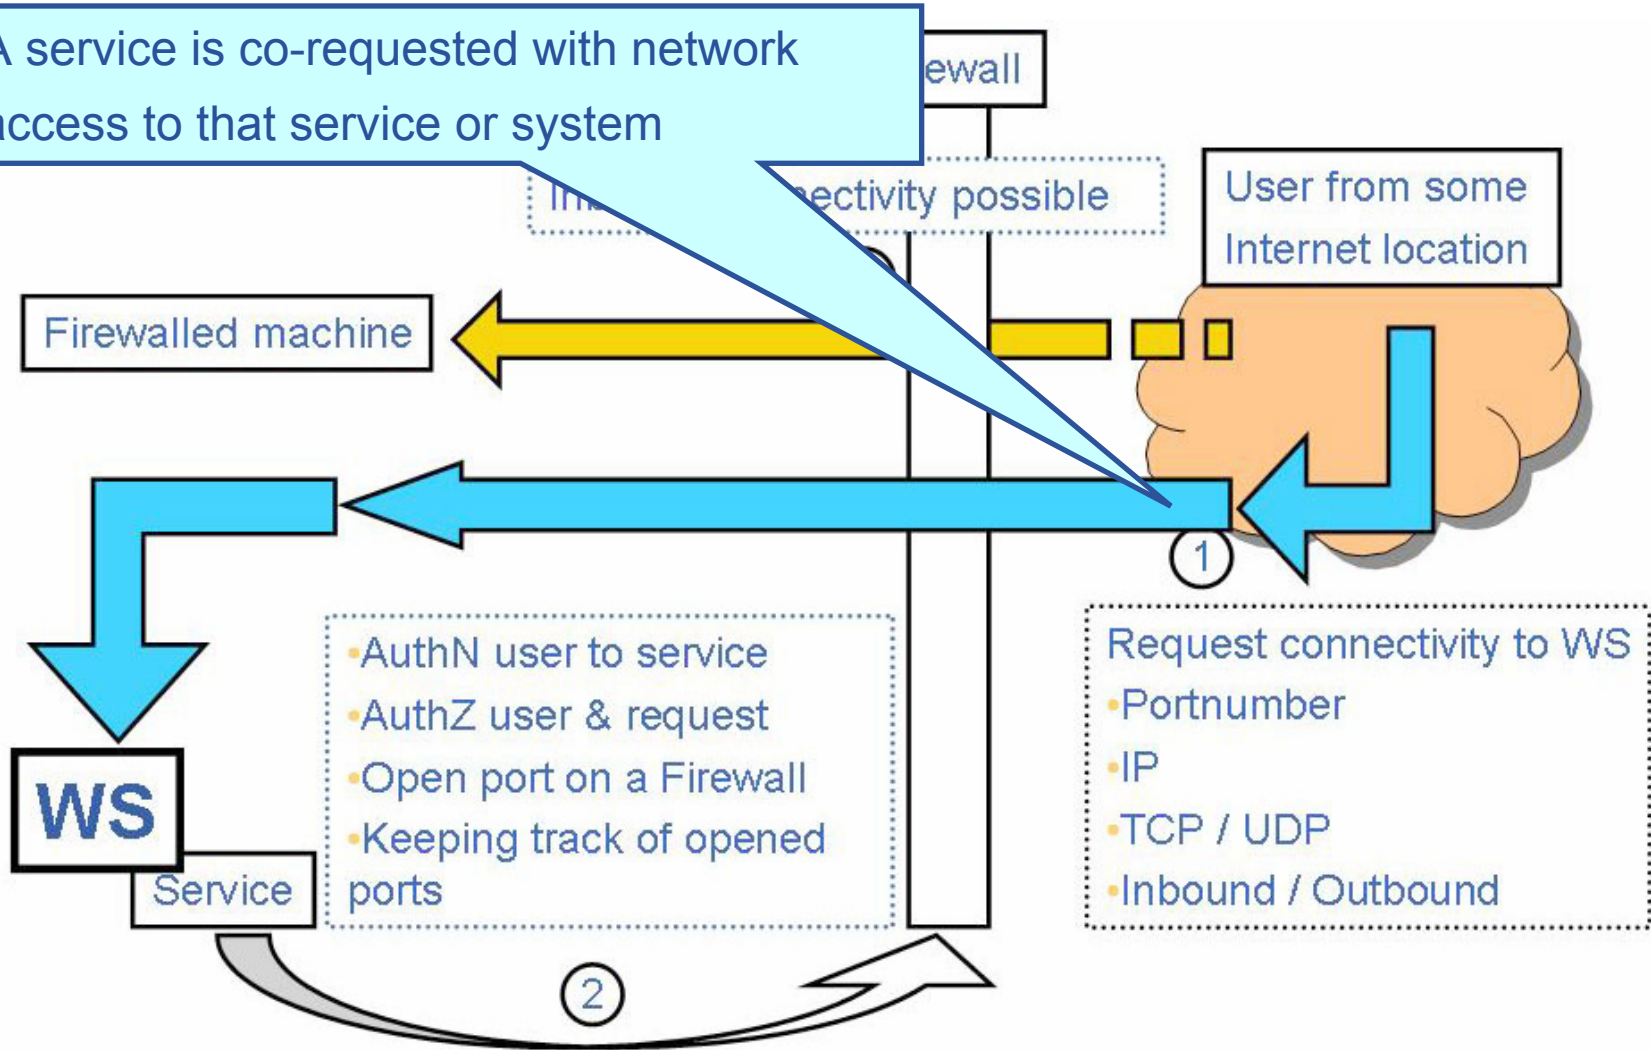 A service is co-requested with network
access to that service or system
ewall
ectivity possible
User from some
Internet location
Firewalled machine
1
•AuthN user to service
•AuthZ user & request
•Open port on a Firewall
•Keeping track of opened
ports
Request connectivity to WS
•Portnumber
•IP
•TCP / UDP
•Inbound / Outbound
WS
Service
2